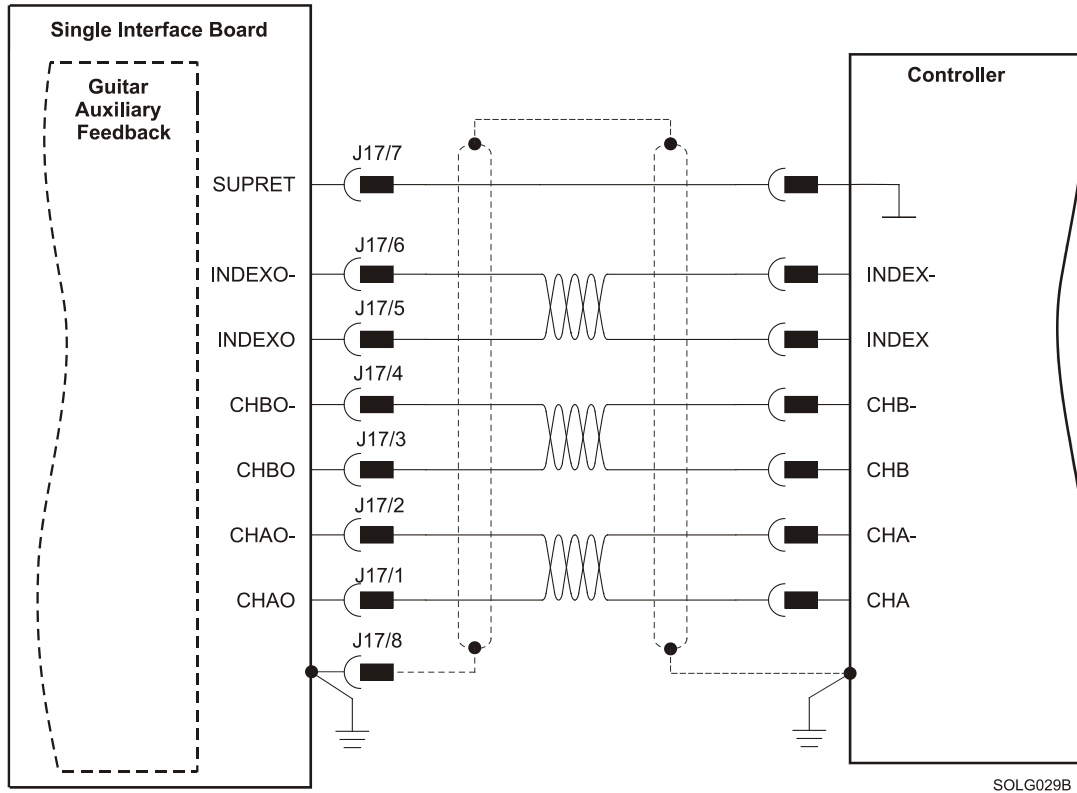 Single Interface Board
Guitar
Auxiliary
Feedback
Controller
J17/7
SUPRET
J17/6
INDEXO-
INDEX-
J17/5
INDEXO
INDEX
J17/4
CHBO-
CHB-
J17/3
CHBO
CHB
J17/2
CHAO-
CHA-
J17/1
CHAO
CHA
J17/8
SOLG029B